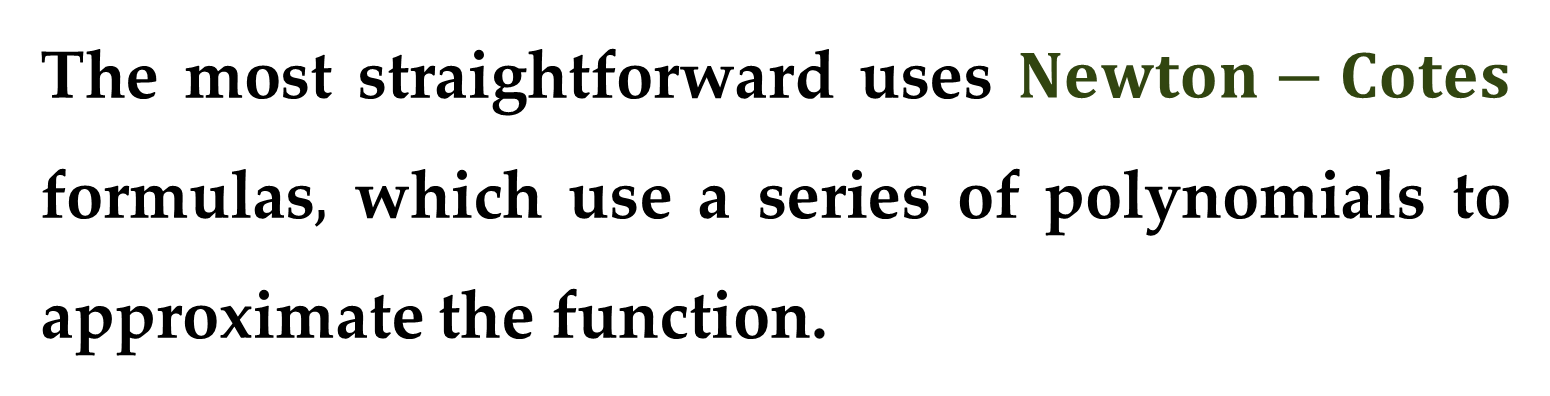 The most straightforward uses Newton − Cotes
formulas, which use a series of polynomials to
approximate the function.